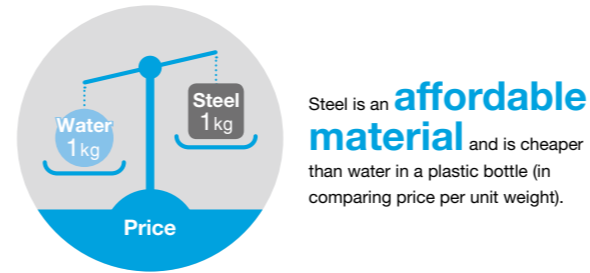 Water
1kg
Steel
1kg
Price
Steel is an affordable
material and is cheaper
than water in a plastic bottle (in
comparing price per unit weight).